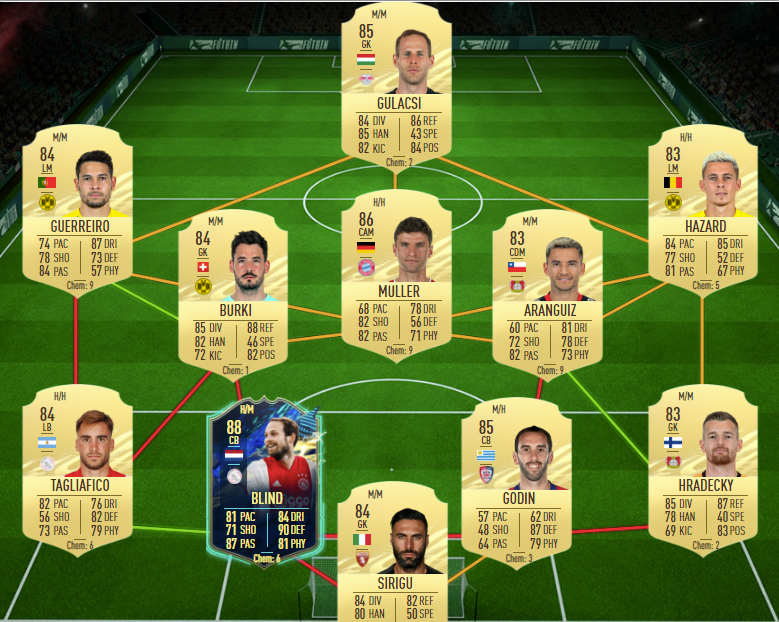 M/M
85
GK
GULACSI
84 DIV 86 REF
85 HAN 43 SPE
82 KIC 84 POS
Chem: 2
M/M
84
LM
GUERREIRO
74 PAC 87 DRI
78 SHO 73 DEF
84 PAS 57 PHY
Chem: 9
H/H
83
LM
HAZARD
84 PAC 85 DRI
77 SHO 52 DEF
81 PAS 67 PHY
Chem: 5
M/M
84
GK
BURKI
85 DIV 88 REF
82 HAN 46 SPE
72 KIC 82 POS
Chem: 1
H/H
86
CAM
MULLER
68 PAC 78 DRI
82 SHO 56 DEF
82 PAS 71 PHY
Chem: 9
M/M
83
CDM
ARANGUIZ
60 PAC 81 DRI
72 SHO 78 DEF
82 PAS 73 PHY
Chem: 9
H/H
84
LB
TAGLIAFICO
82 PAC 76 DRI
56 SHO 82 DEF
73 PAS 79 PHY
Chem: 6
H/M
88
CB
BLIND
81 PAC 84 DRI
71 SHO 90 DEF
87 PAS 81 PHY
Chem: 6
M/H
85
CB
GODIN
57 PAC 62 DRI
48 SHO 87 DEF
64 PAS 79 PHY
Chem: 3
M/M
83
GK
HRADECKY
85 DIV 87 REF
78 HAN 40 SPE
69 KIC 83 POS
Chem: 2
M/M
84
GK
SIRIGU
84 DIV 82 REF
80 HAN 50 SPE